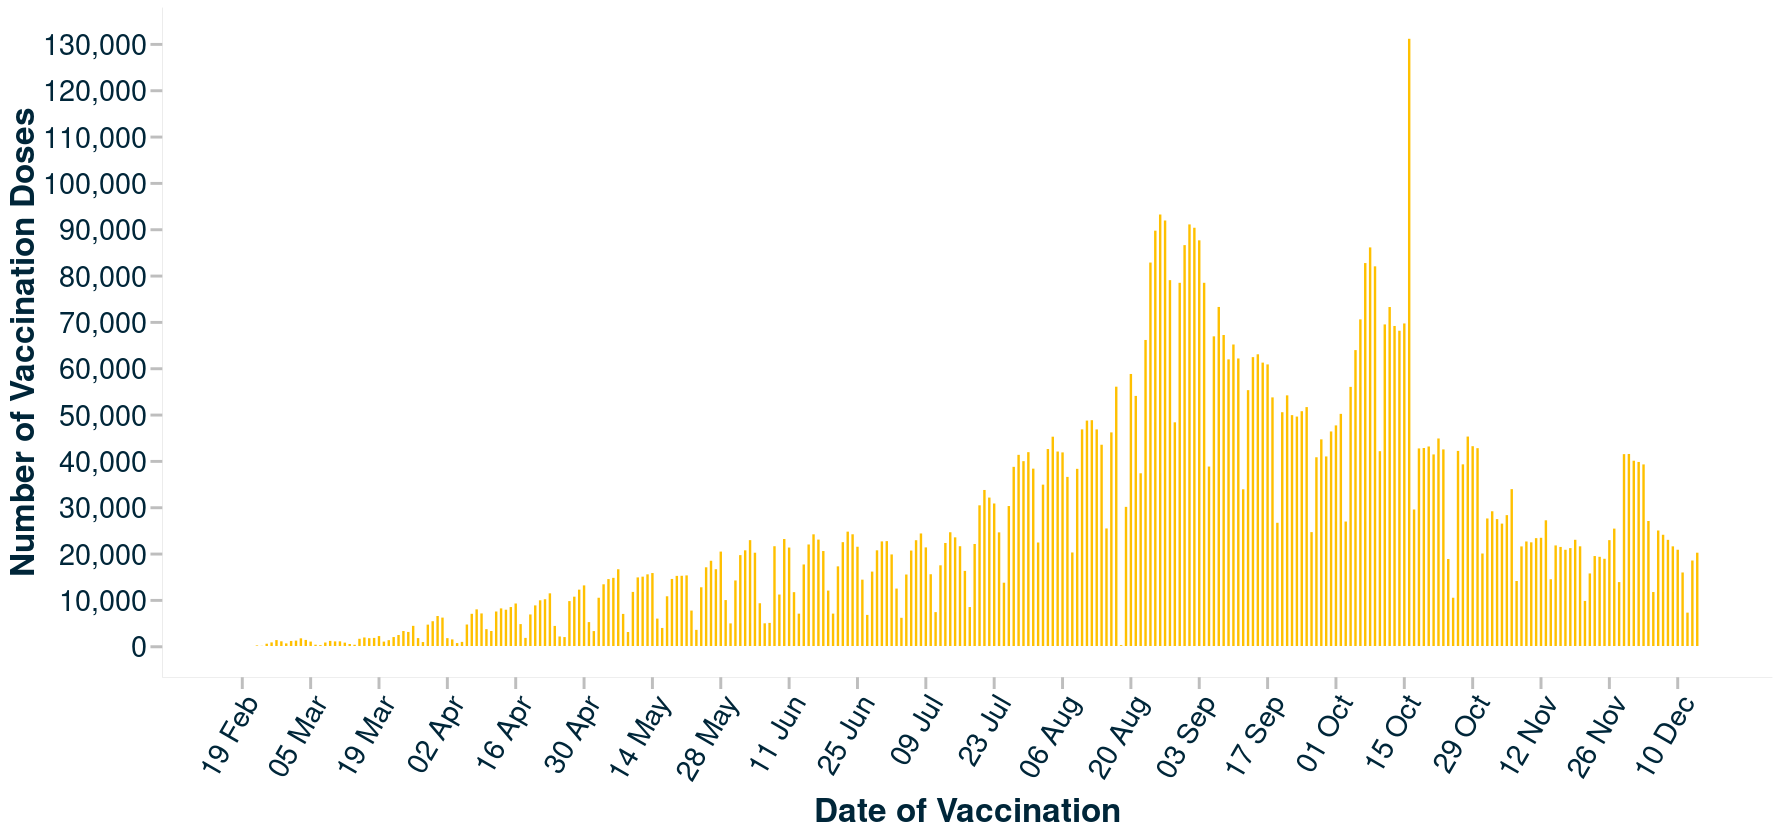 Number of Vaccination Doses
130,000
120,000
110,000
100,000
90,000
80,000
70,000
60,000
50,000
40,000
30,000
20,000
10,000
0
19 Feb
05 Mar
19 Mar
02 Apr
16 Apr
30 Apr
14 May
28 May
11 Jun
25 Jun
09 Jul
23 Jul
06 Aug
20 Aug
03 Sep
17 Sep
01 Oct
15 Oct
29 Oct
12 Nov
26 Nov
10 Dec
Date of Vaccination